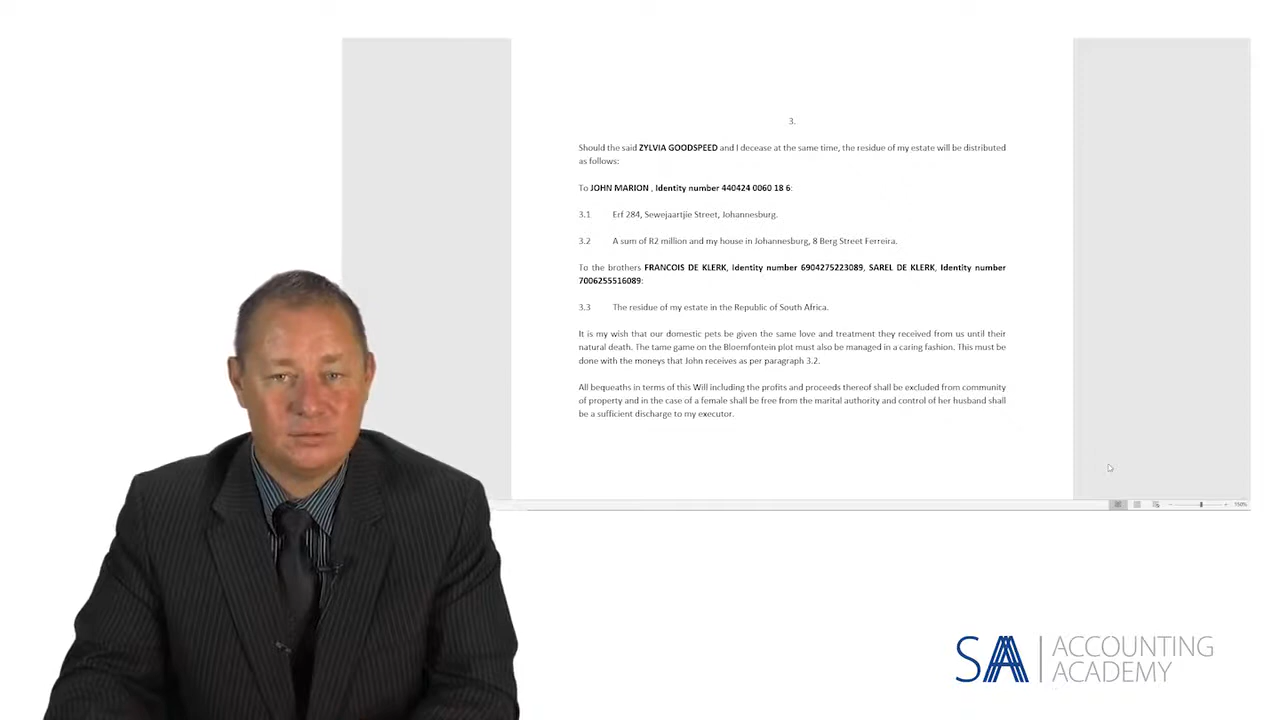 3.
Should the said ZYLVIA GOODSPEED and I decease at the same time, the residue of my estate will be distributed
as follows:
To JOHN MARION , Identity number 440424 0060 18 6:
3.1 Erf 284, Sewejaartjie Street, Johannesburg.
3.2 A sum of R2 million and my house in Johannesburg, 8 Berg Street Ferreira.
To the brothers FRANCOIS DE KLERK, Identity number 6904275223089, SAREL DE KLERK, Identity number
7006255516089:
3.3 The residue of my estate in the Republic of South Africa.
It is my wish that our domestic pets be given the same love and treatment they received from us until their
natural death. The tame game on the Bloemfontein plot must also be managed in a caring fashion. This must be
done with the moneys that John receives as per paragraph 3.2.
All bequeaths in terms of this Will including the profits and proceeds thereof shall be excluded from community
of property and in the case of a female shall be free from the marital authority and control of her husband shall
be a sufficient discharge to my executor.
150%
SAA ACCOUNTING
ACADEMY